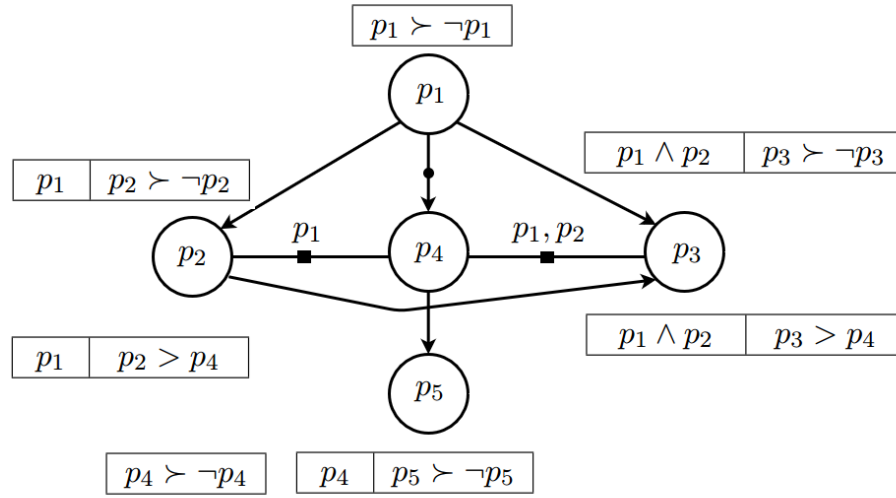 p₁ ≻ ¬p₁
p₁
p₁ ∧ p₂ | p₃ ≻ ¬p₃
p₁ | p₂ ≻ ¬p₂
p₁
p₁, p₂
p₂
p₄
p₃
p₁ | p₂ > p₄
p₁ ∧ p₂ | p₃ > p₄
p₅
p₄ ≻ ¬p₄
p₄ | p₅ ≻ ¬p₅